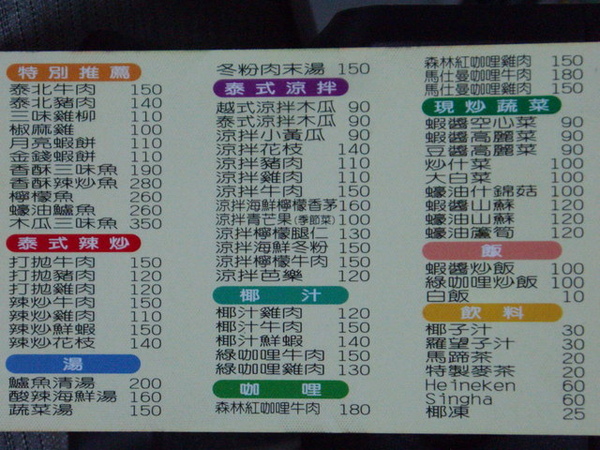 特別推薦
泰北牛肉 150
泰北豬肉 140
三味雞柳 110
椒麻雞 100
月亮蝦餅 110
金錢蝦餅 110
香酥三味魚 190
香酥辣炒魚 280
檸檬魚 260
蠔油鱸魚 260
木瓜三味魚 350
泰式辣炒
打拋牛肉 150
打拋豬肉 120
打拋雞肉 120
辣炒牛肉 150
辣炒雞肉 110
辣炒鮮蝦 150
辣炒花枝 140
湯
鱸魚清湯 200
酸辣海鮮湯 160
蔬菜湯 150
冬粉肉末湯 150
泰式涼拌
越式涼拌木瓜 90
泰式涼拌木瓜 90
涼拌小黃瓜 90
涼拌花枝 140
涼拌豬肉 110
涼拌雞肉 110
涼拌牛肉 150
涼拌海鮮檸檬香茅 160
涼拌青芒果(季節菜) 100
涼拌檸檬腿仁 130
涼拌海鮮冬粉 150
涼拌檸檬牛肉 150
涼拌芭樂 120
椰汁
椰汁雞肉 120
椰汁牛肉 150
椰汁鮮蝦 140
綠咖哩牛肉 150
綠咖哩雞肉 130
咖哩
森林紅咖哩牛肉 180
森林紅咖哩雞肉 150
馬仕曼咖哩牛肉 180
馬仕曼咖哩雞肉 150
現炒蔬菜
蝦醬空心菜 90
蝦醬高麗菜 90
豆醬高麗菜 90
炒什菜 100
大白菜 100
蠔油什錦菇 100
蝦醬山蘇 120
蠔油山蘇 120
蠔油蘆筍 120
飯
蝦醬炒飯 100
綠咖哩炒飯 100
白飯 10
飲料
椰子汁 30
羅望子汁 30
馬蹄茶 20
特製麥茶 20
Heineken 60
Singha 60
椰凍 25